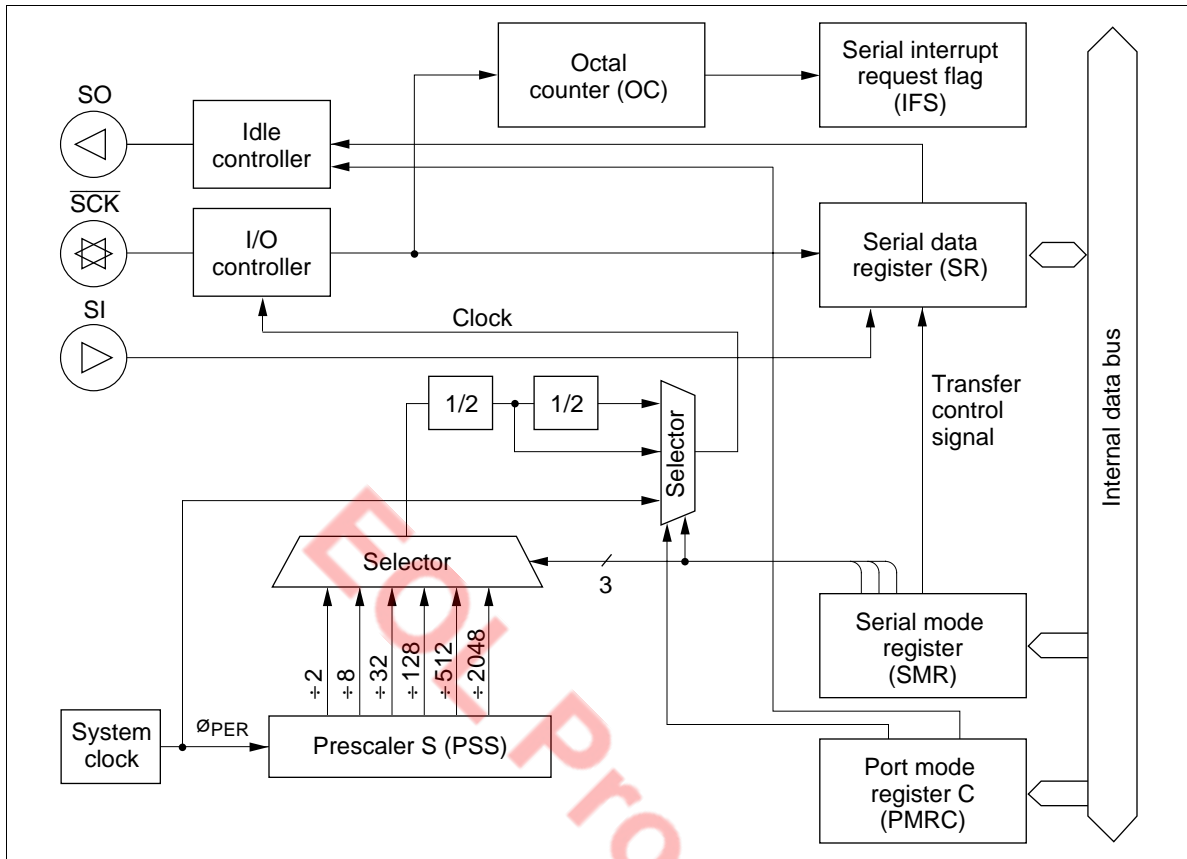 Octal
counter (OC)
Serial interrupt
request flag
(IFS)
SO
Idle
controller
SCK
I/O
controller
Serial data
register (SR)
SI
Clock
1/2
1/2
Selector
Transfer
control
signal
Internal data bus
Selector
3
÷2
÷8
÷32
÷128
÷512
÷2048
Serial mode
register
(SMR)
System
clock
øPER
Prescaler S (PSS)
Port mode
register C
(PMRC)
EOL Pro